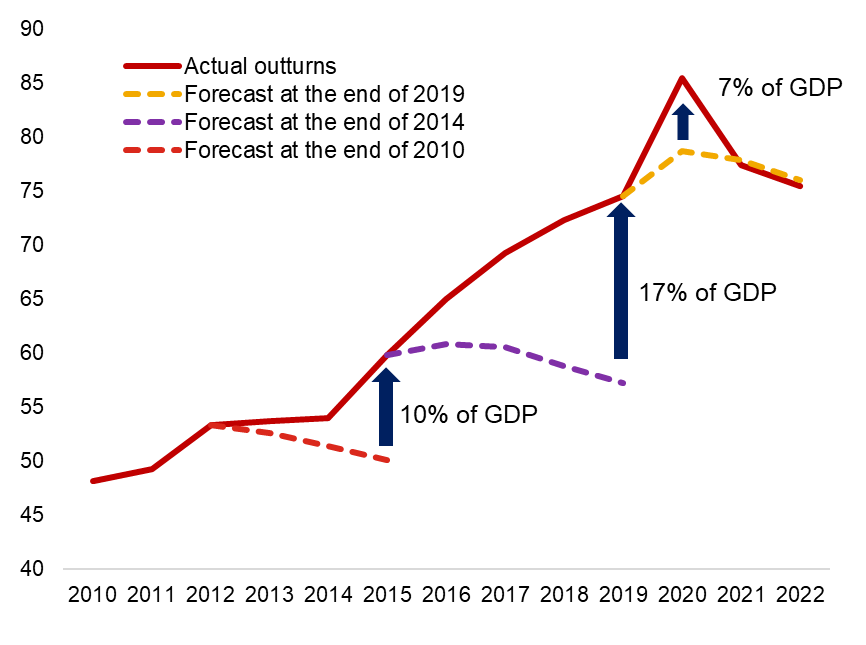 90
85
80
75
70
65
60
55
50
45
40
Actual outturns
Forecast at the end of 2019
Forecast at the end of 2014
Forecast at the end of 2010
7% of GDP
17% of GDP
10% of GDP
2010 2011 2012 2013 2014 2015 2016 2017 2018 2019 2020 2021 2022